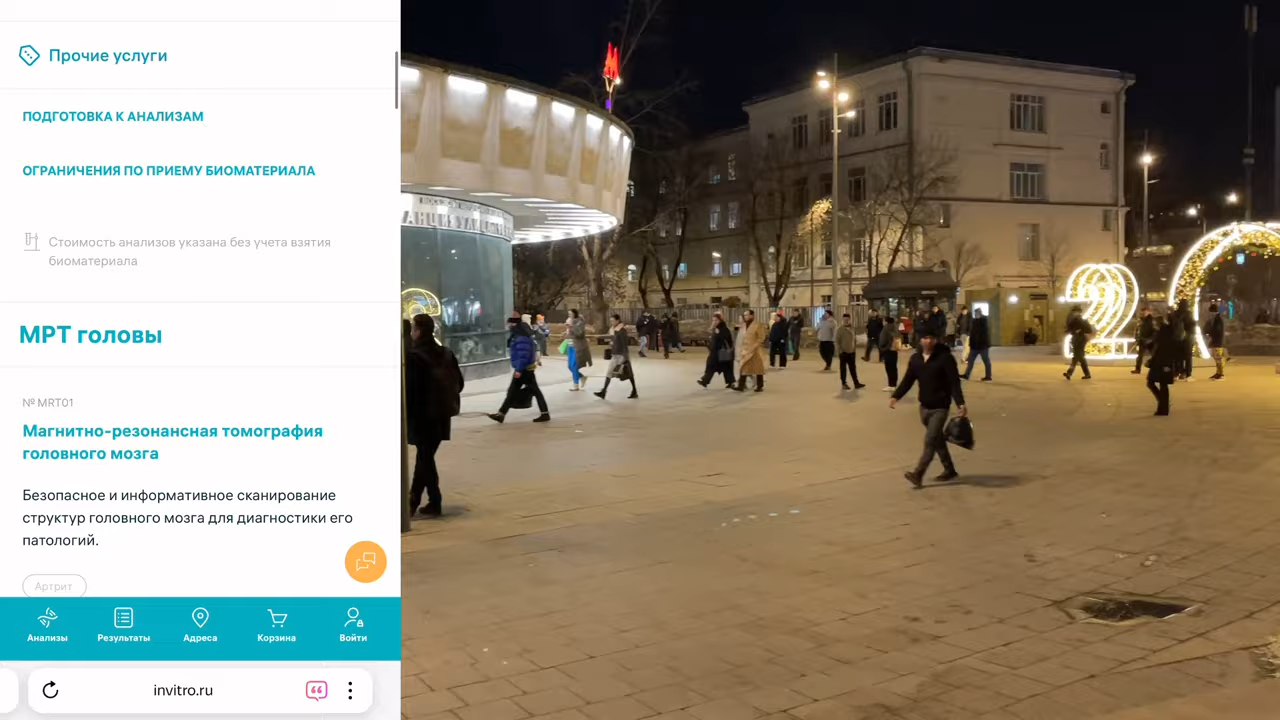 Прочие услуги
ПОДГОТОВКА К АНАЛИЗАМ
ОГРАНИЧЕНИЯ ПО ПРИЕМУ БИОМАТЕРИАЛА
Стоимость анализов указана без учета взятия
биоматериала
МРТ головы
№ MRT01
Магнитно-резонансная томография
головного мозга
Безопасное и информативное сканирование
структур головного мозга для диагностики его
патологий.
Артрит
Анализы
Результаты
Адреса
Корзина
Войти
invitro.ru